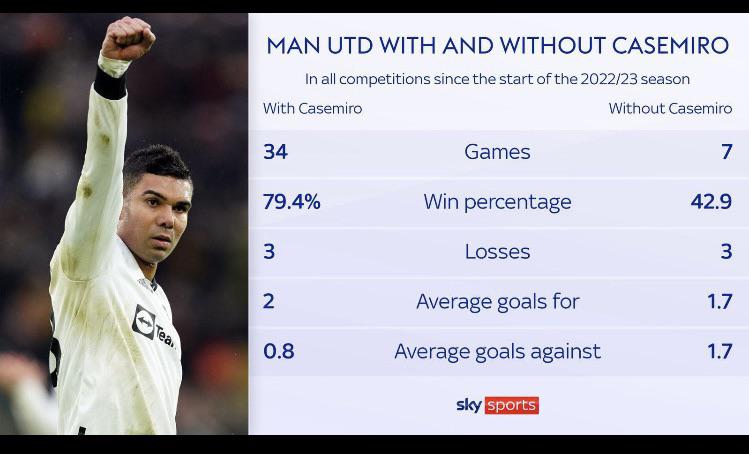 MAN UTD WITH AND WITHOUT CASEMIRO
In all competitions since the start of the 2022/23 season
With Casemiro Without Casemiro
34 Games 7
79.4% Win percentage 42.9
3 Losses 3
2 Average goals for 1.7
0.8 Average goals against 1.7
sky sports